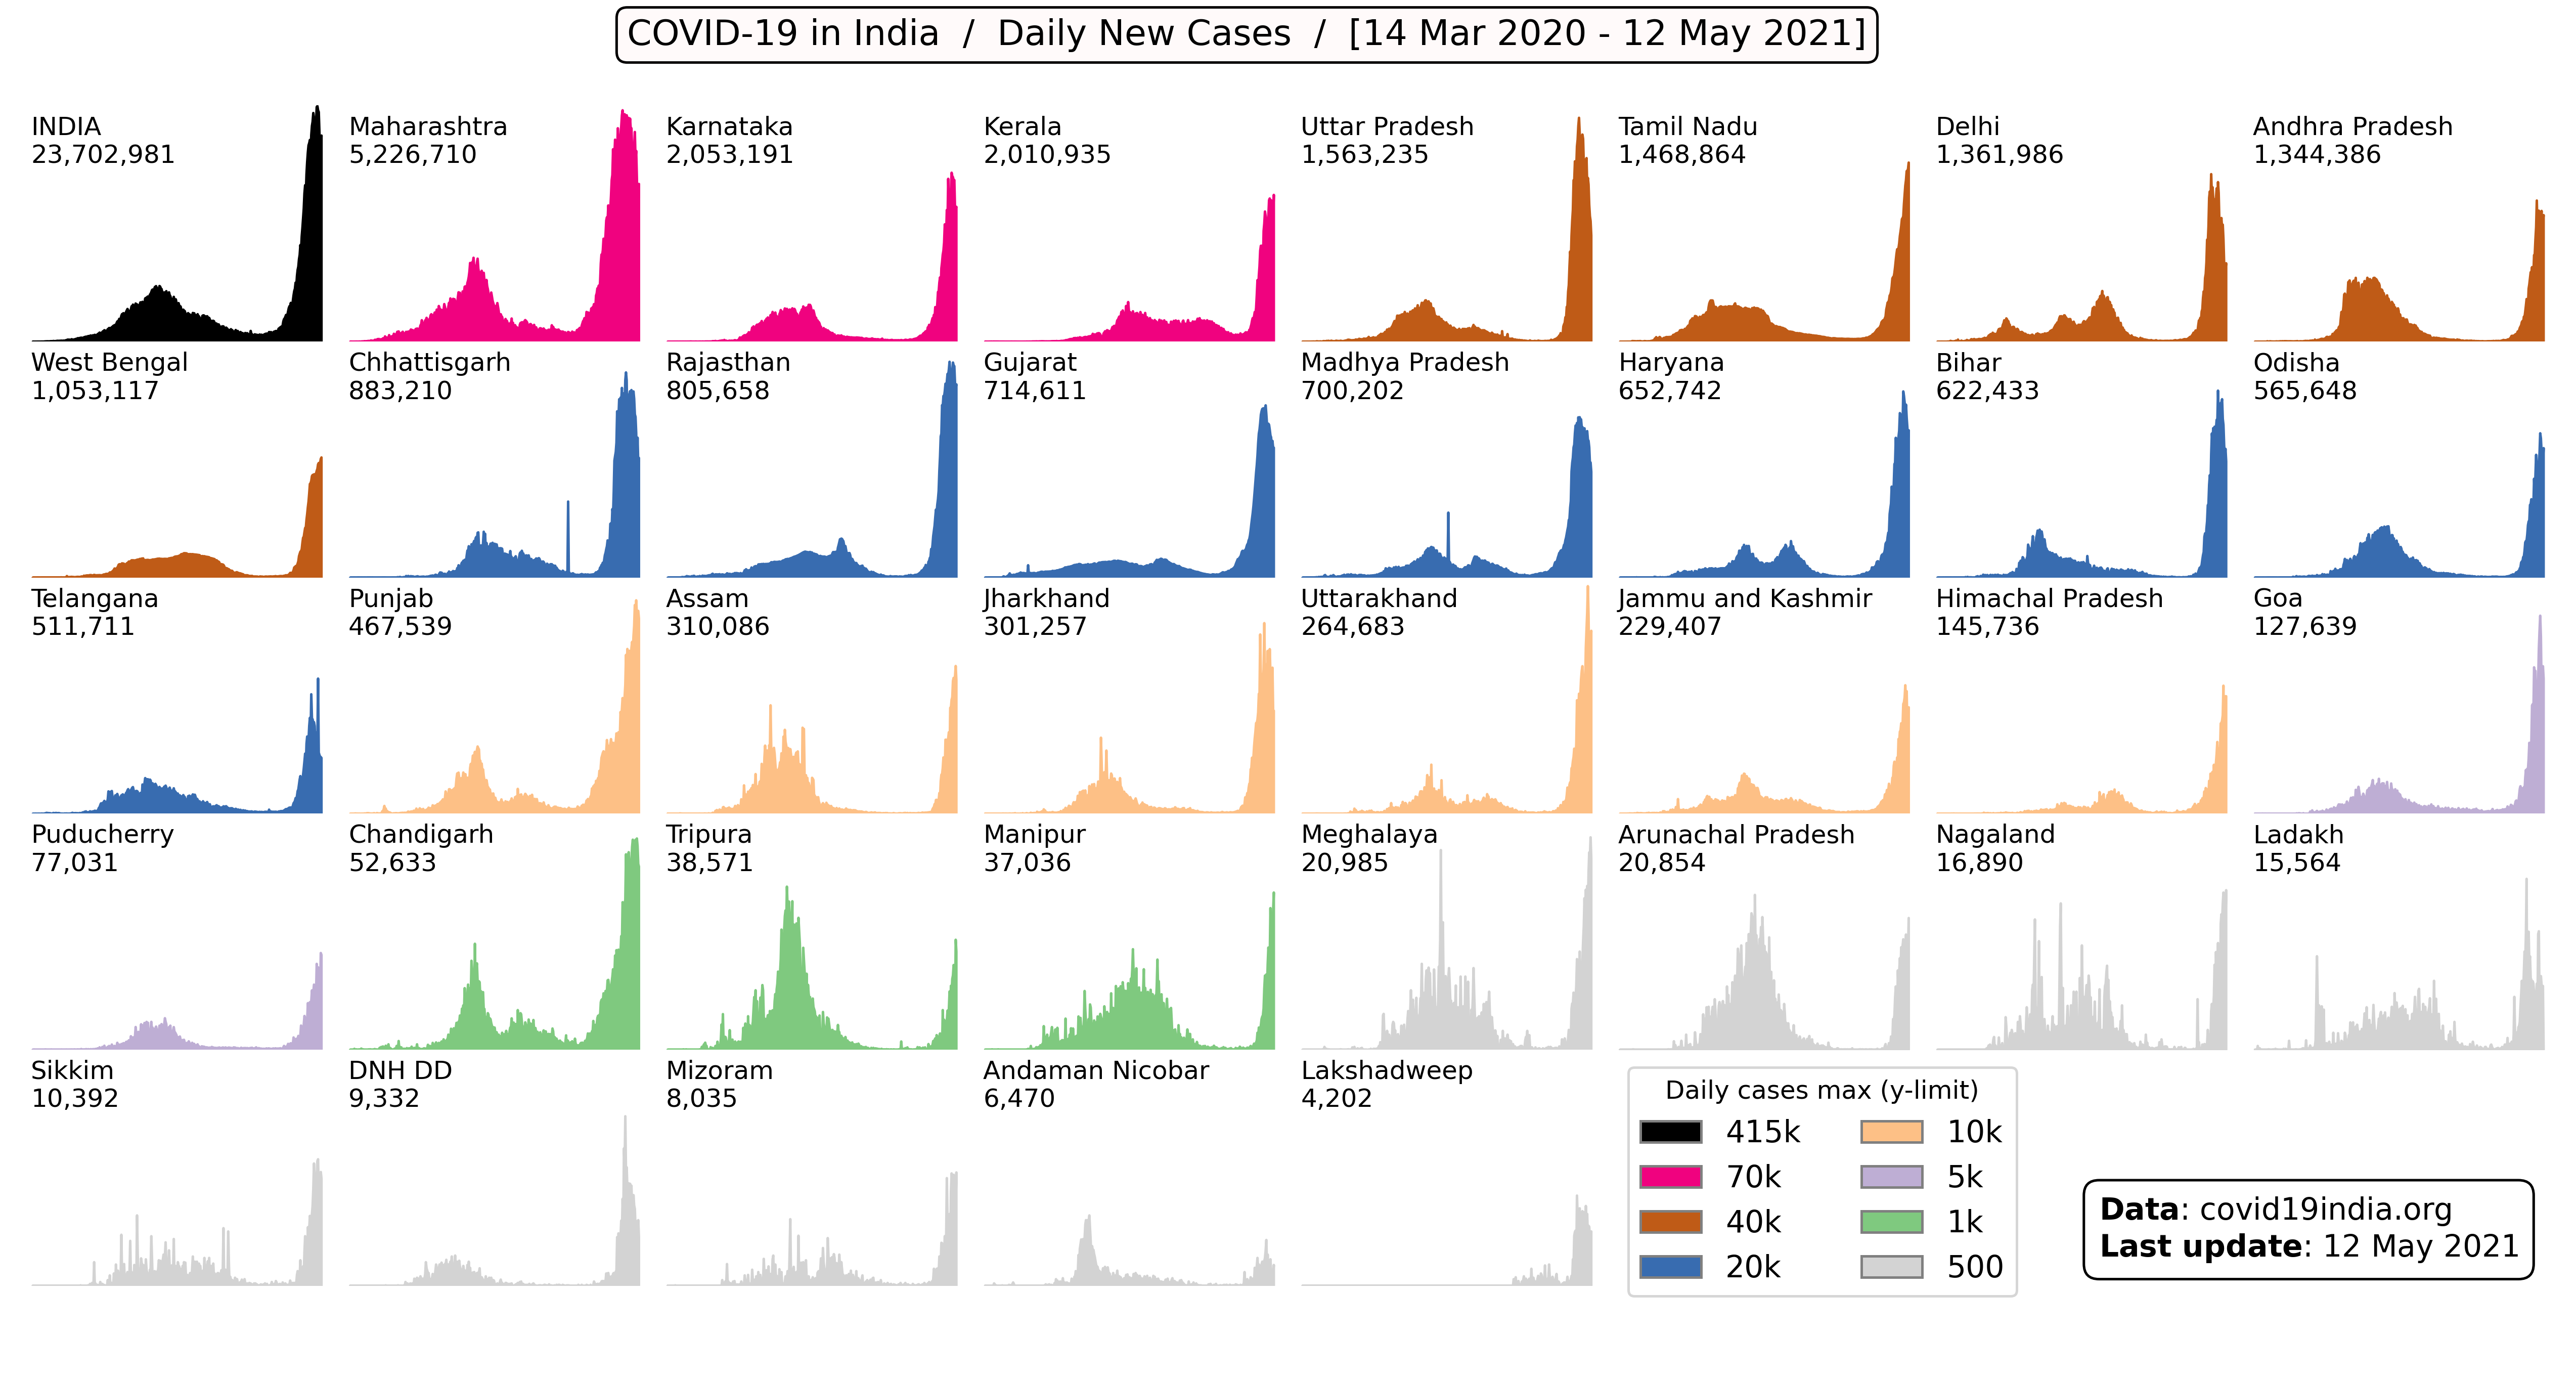 COVID-19 in India / Daily New Cases / [14 Mar 2020 - 12 May 2021]
INDIA
23,702,981
Maharashtra
5,226,710
Karnataka
2,053,191
Kerala
2,010,935
Uttar Pradesh
1,563,235
Tamil Nadu
1,468,864
Delhi
1,361,986
Andhra Pradesh
1,344,386
West Bengal
1,053,117
Chhattisgarh
883,210
Rajasthan
805,658
Gujarat
714,611
Madhya Pradesh
700,202
Haryana
652,742
Bihar
622,433
Odisha
565,648
Telangana
511,711
Punjab
467,539
Assam
310,086
Jharkhand
301,257
Uttarakhand
264,683
Jammu and Kashmir
229,407
Himachal Pradesh
145,736
Goa
127,639
Puducherry
77,031
Chandigarh
52,633
Tripura
38,571
Manipur
37,036
Meghalaya
20,985
Arunachal Pradesh
20,854
Nagaland
16,890
Ladakh
15,564
Sikkim
10,392
DNH DD
9,332
Mizoram
8,035
Andaman Nicobar
6,470
Lakshadweep
4,202
Daily cases max (y-limit)
415k
70k
40k
20k
10k
5k
1k
500
Data: covid19india.org
Last update: 12 May 2021